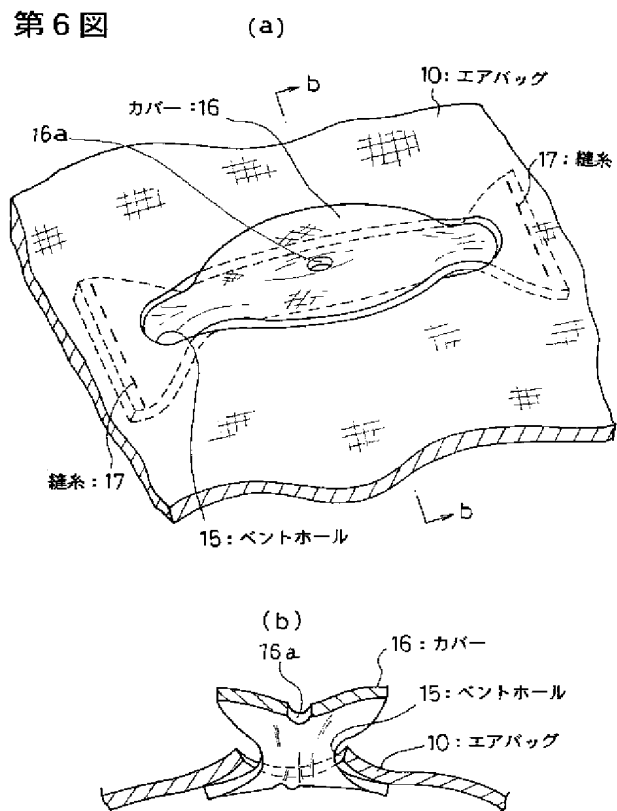 第6図
(a)
b
10：エアバッグ
カバー：16
16a
17：縫糸
縫糸：17
15：ベントホール
b
(b)
16a
16：カバー
15：ベントホール
10：エアバッグ